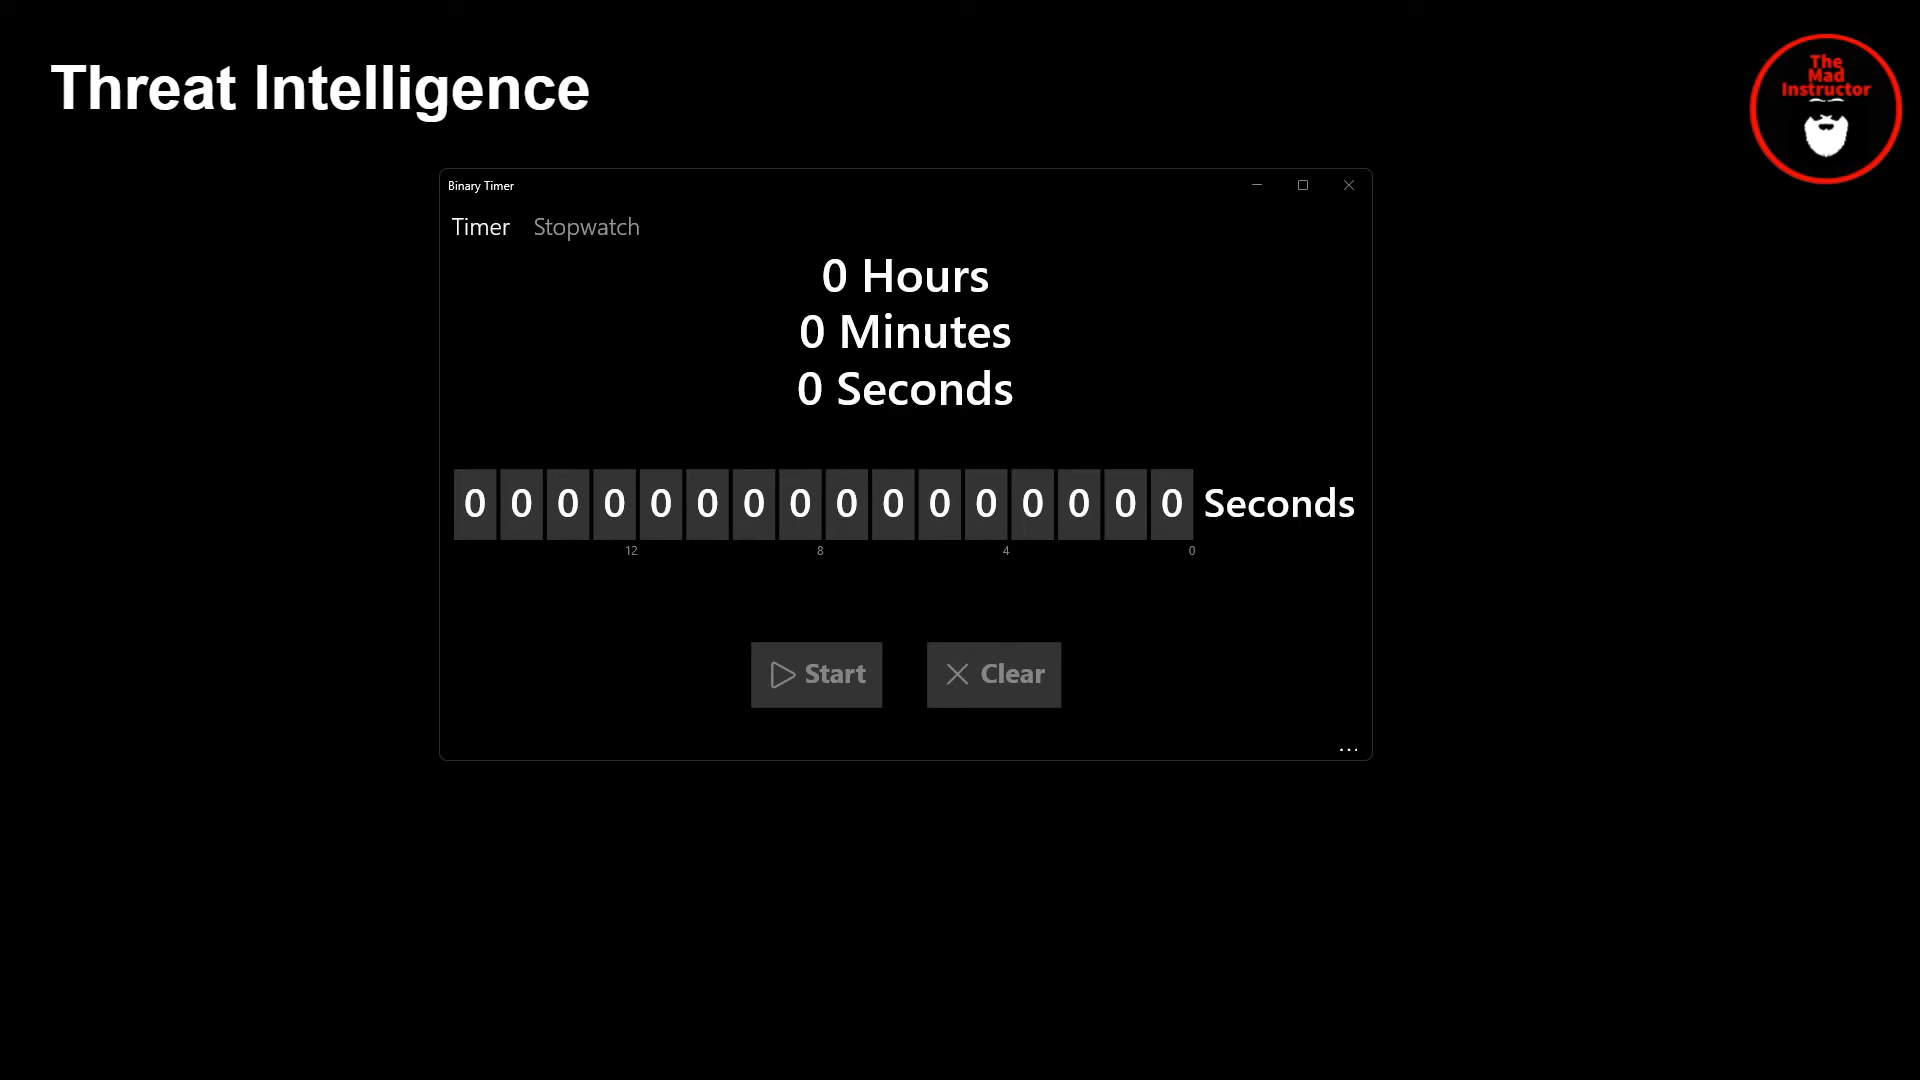 Threat Intelligence
The
Mad
Instructor
Binary Timer
Timer Stopwatch
0 Hours
0 Minutes
0 Seconds
0 0 0 0 0 0 0 0 0 0 0 0 0 0 0 0 Seconds
12 8 4 0
Start Clear
...